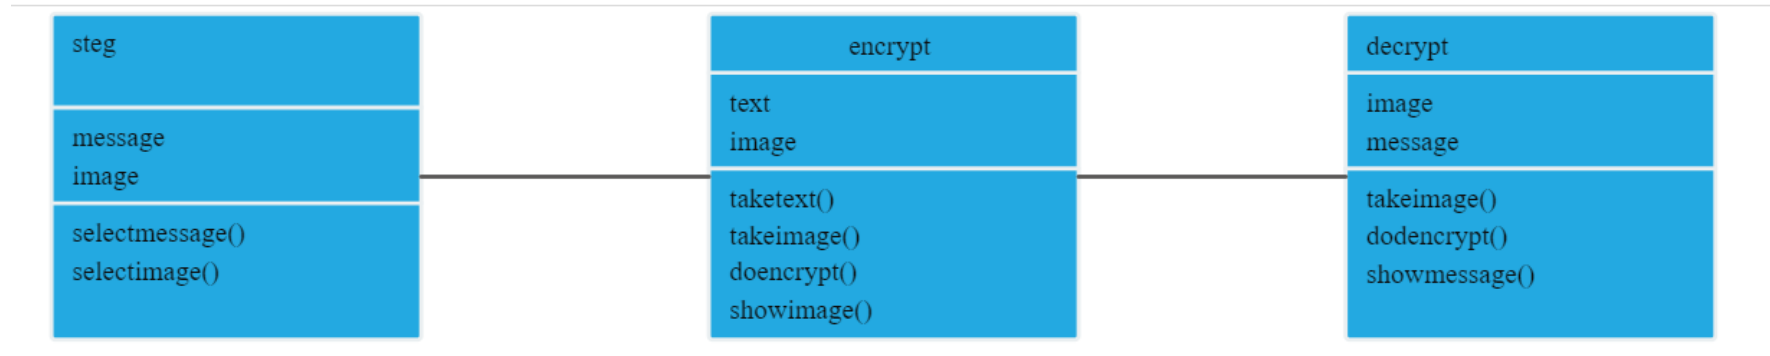 steg
message
image
selectmessage()
selectimage()
encrypt
text
image
taketext()
takeimage()
doencrypt()
showimage()
decrypt
image
message
takeimage()
dodencrypt()
showmessage()